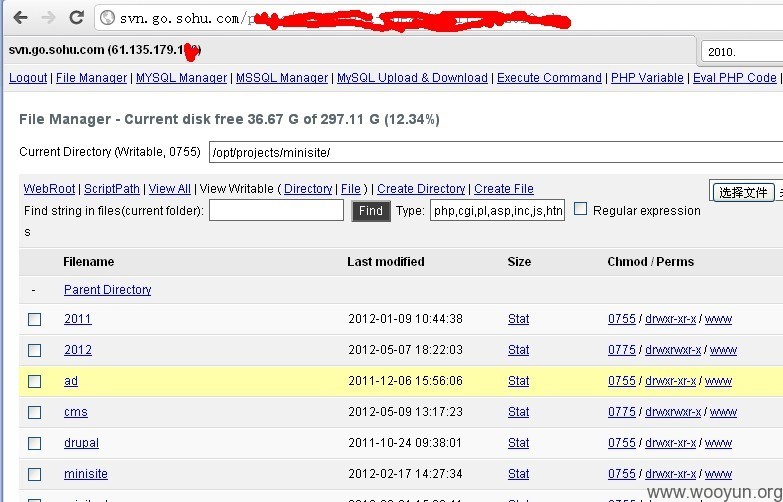 svn.go.sohu.com/
svn.go.sohu.com (61.135.179.1
2010.
Logout | File Manager | MYSQL Manager | MSSQL Manager | MySQL Upload & Download | Execute Command | PHP Variable | Eval PHP Code |
File Manager - Current disk free 36.67 G of 297.11 G (12.34%)
Current Directory (Writable, 0755) /opt/projects/minisite/
WebRoot | ScriptPath | View All | View Writable ( Directory | File ) | Create Directory | Create File 选择文件
Find string in files(current folder): Find Type: php,cgi,pl,asp,inc,js,htn Regular expression
s
Filename Last modified Size Chmod / Perms
- Parent Directory
2011 2012-01-09 10:44:38 Stat 0755 / drwxr-xr-x / www
2012 2012-05-07 18:22:03 Stat 0775 / drwxrwxr-x / www
ad 2011-12-06 15:56:06 Stat 0755 / drwxr-xr-x / www
cms 2012-05-09 13:17:23 Stat 0775 / drwxrwxr-x / www
drupal 2011-10-24 09:38:01 Stat 0755 / drwxr-xr-x / www
minisite 2012-02-17 14:27:34 Stat 0755 / drwxr-xr-x / www
www.wooyun.org